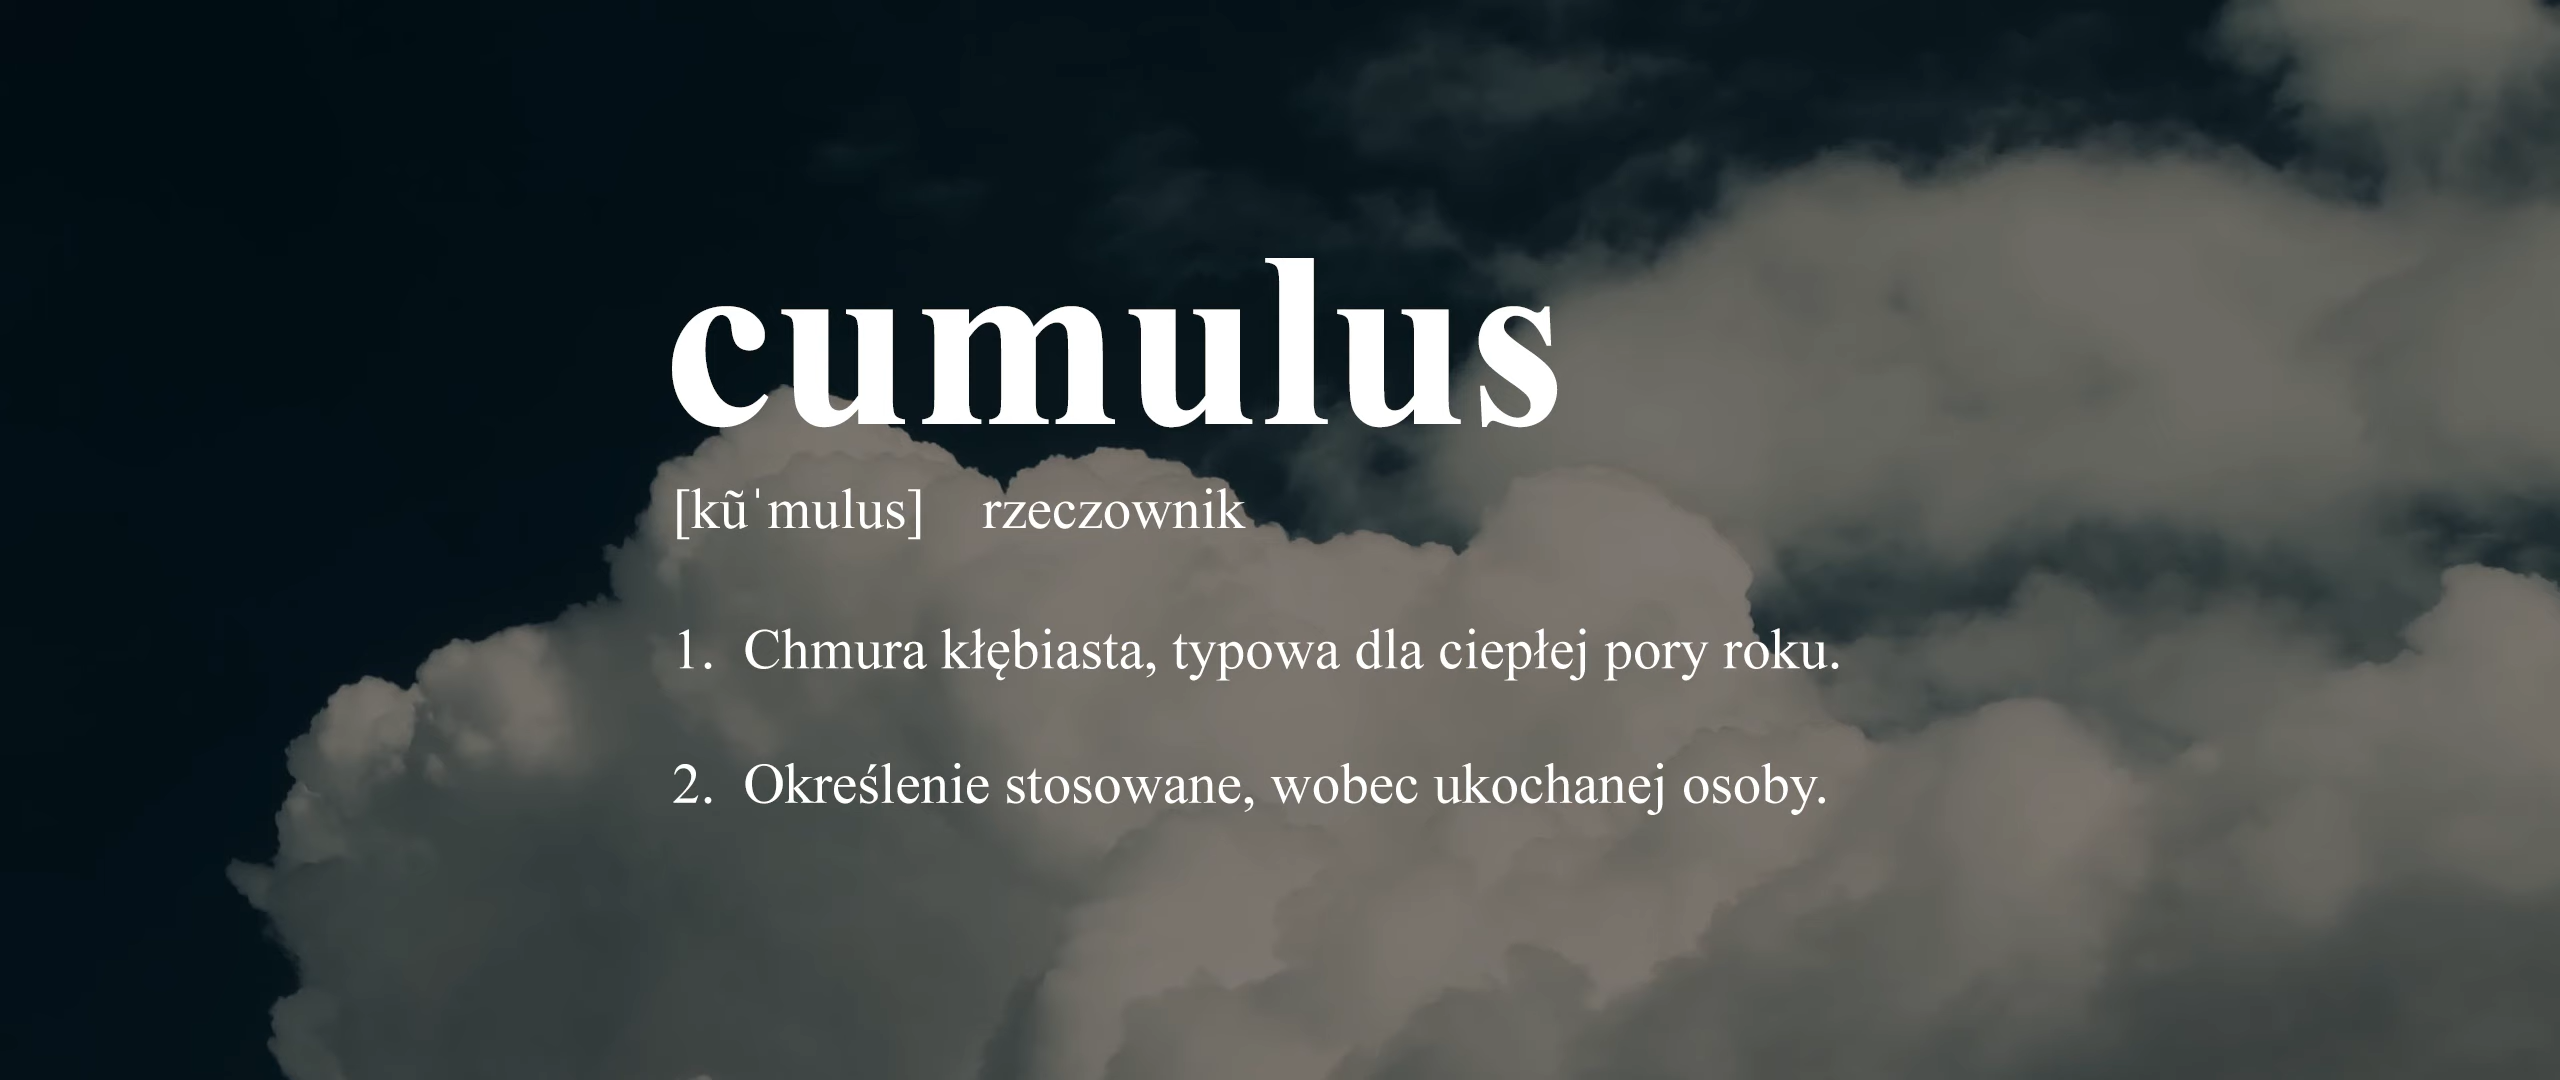 cumulus
[kũˈmulus] rzeczownik
1. Chmura kłębiasta, typowa dla ciepłej pory roku.
2. Określenie stosowane, wobec ukochanej osoby.